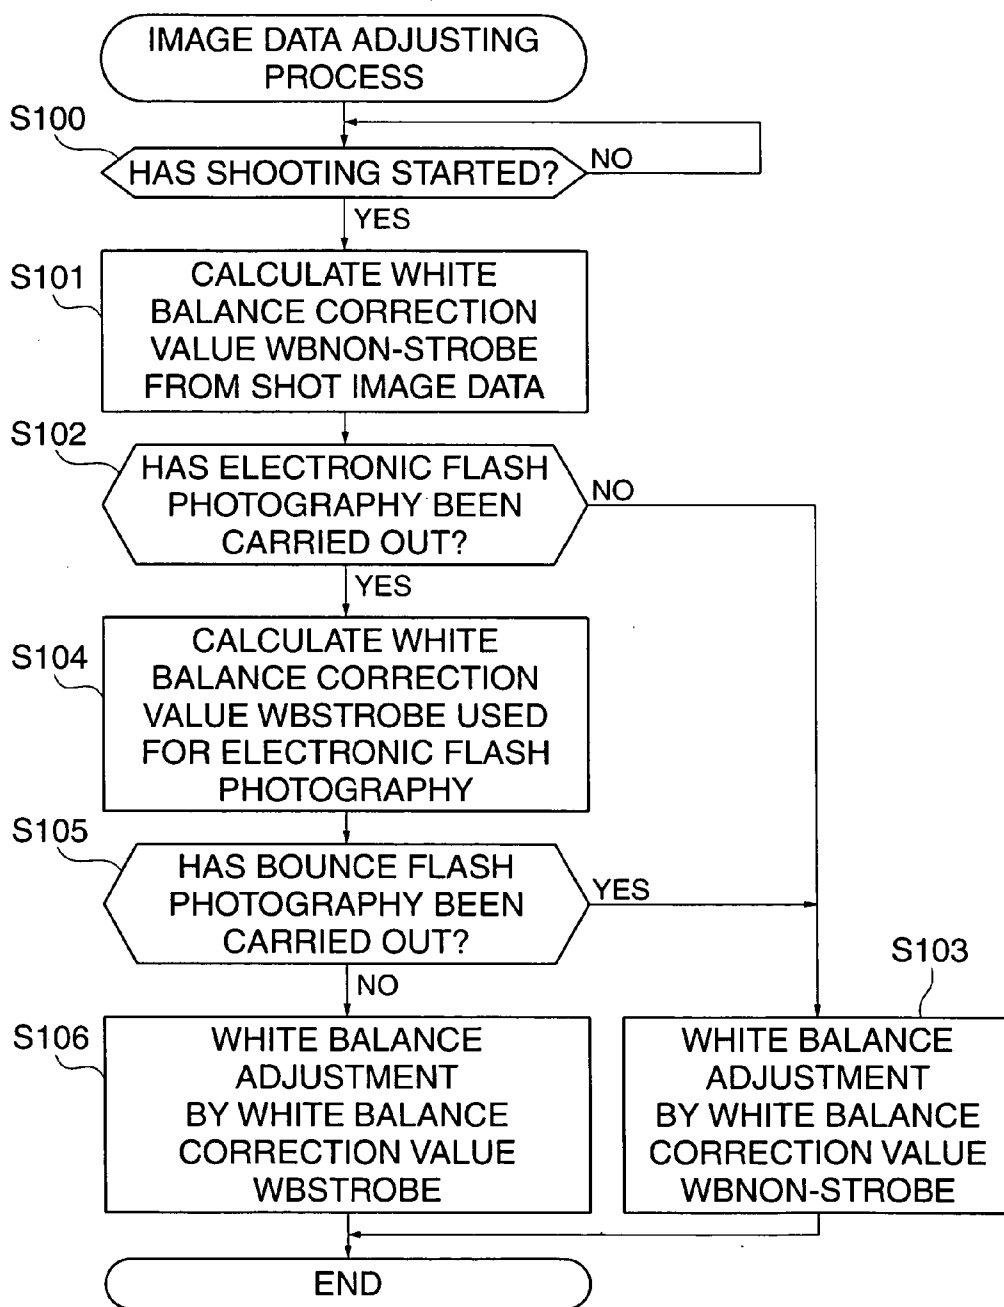 IMAGE DATA ADJUSTING
PROCESS
S100
HAS SHOOTING STARTED?
NO
YES
S101
CALCULATE WHITE
BALANCE CORRECTION
VALUE WBNON-STROBE
FROM SHOT IMAGE DATA
S102
HAS ELECTRONIC FLASH
PHOTOGRAPHY BEEN
CARRIED OUT?
NO
YES
S104
CALCULATE WHITE
BALANCE CORRECTION
VALUE WBSTROBE USED
FOR ELECTRONIC FLASH
PHOTOGRAPHY
S105
HAS BOUNCE FLASH
PHOTOGRAPHY BEEN
CARRIED OUT?
YES
NO
S106
WHITE BALANCE
ADJUSTMENT
BY WHITE BALANCE
CORRECTION VALUE
WBSTROBE
S103
WHITE BALANCE
ADJUSTMENT
BY WHITE BALANCE
CORRECTION VALUE
WBNON-STROBE
END